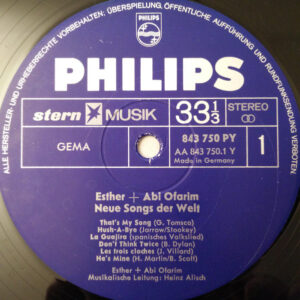 ALLE HERSTELLER- UND URHEBERRECHTE VORBEHALTEN! ÜBERSPIELUNG, ÖFFENTLICHE AUFFÜHRUNG UND RUNDFUNKSENDUNG VERBOTEN.
PHILIPS
PHILIPS
stern MUSIK
33 1/3
STEREO
GEMA
843 750 PY
AA 843 750.1 Y
Made in Germany
1
Esther + Abi Ofarim
Neue Songs der Welt
That's My Song (G. Tomsco)
Hush-A-Bye (Jarrow/Stookey)
La Guajira (spanisches Volkslied)
Don't Think Twice (B. Dylan)
Les trois cloches (J. Villard)
He's Mine (H. Martin/B. Scott)
Esther + Abi Ofarim
Musikalische Leitung: Heinz Alisch